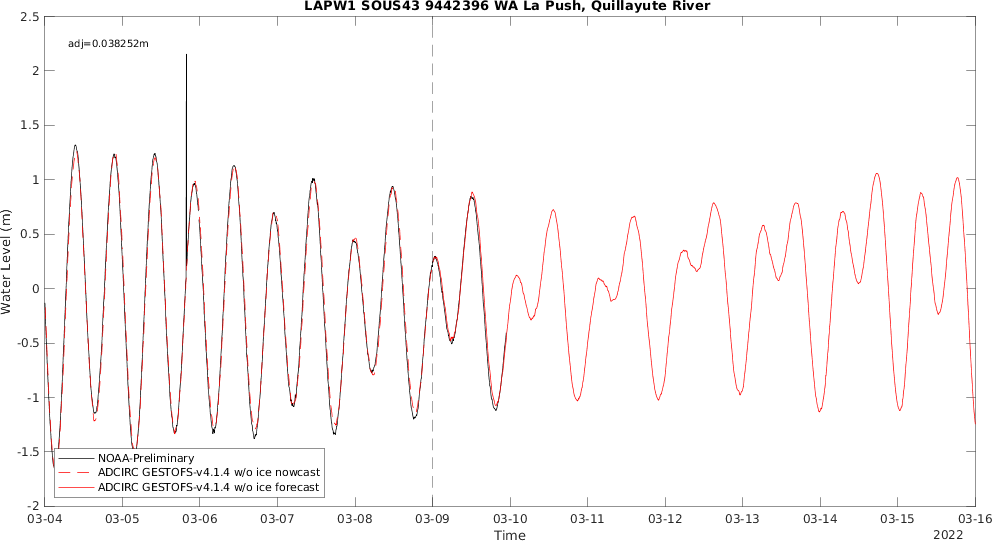 LAPW1 SOUS43 9442396 WA La Push, Quillayute River
adj=0.038252m
Water Level (m)
2.5
2
1.5
1
0.5
0
-0.5
-1
-1.5
-2
NOAA-Preliminary
ADCIRC GESTOFS-v4.1.4 w/o ice nowcast
ADCIRC GESTOFS-v4.1.4 w/o ice forecast
03-04 03-05 03-06 03-07 03-08 03-09 03-10 03-11 03-12 03-13 03-14 03-15 03-16
Time
2022